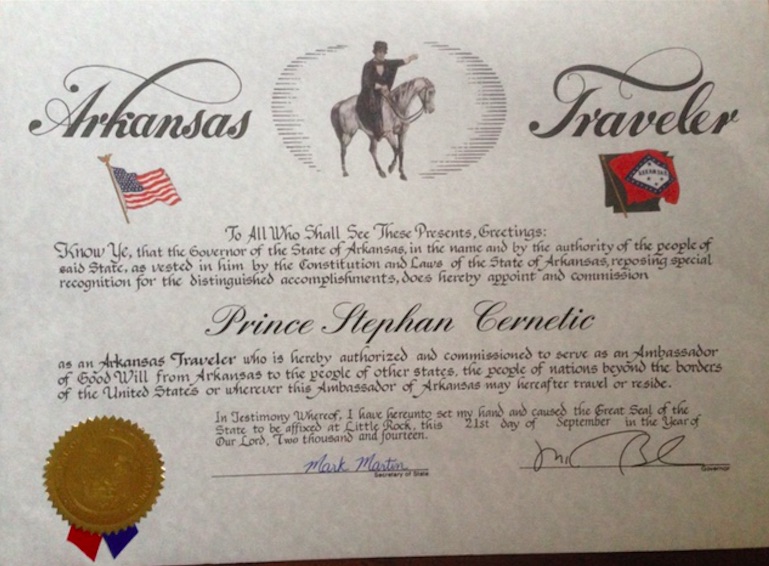 Arkansas Traveler
ARKANSAS
To All Who Shall See These Presents, Greetings:
Know Ye, that the Governor of the State of Arkansas, in the name and by the authority of the people of
said State, as vested in him by the Constitution and Laws of the State of Arkansas, reposing special
recognition for the distinguished accomplishments, does hereby appoint and commission
Prince Stephan Cernetic
as an Arkansas Traveler who is hereby authorized and commissioned to serve as an Ambassador
of Good Will from Arkansas to the people of other states, the people of nations beyond the borders
of the United States or wherever this Ambassador of Arkansas may hereafter travel or reside.
In Testimony Whereof, I have hereunto set my hand and caused the Great Seal of the
State to be affixed at Little Rock, this 21st day of September in the Year of
Our Lord, Two thousand and fourteen.
Mark Martin
Secretary of State
Governor